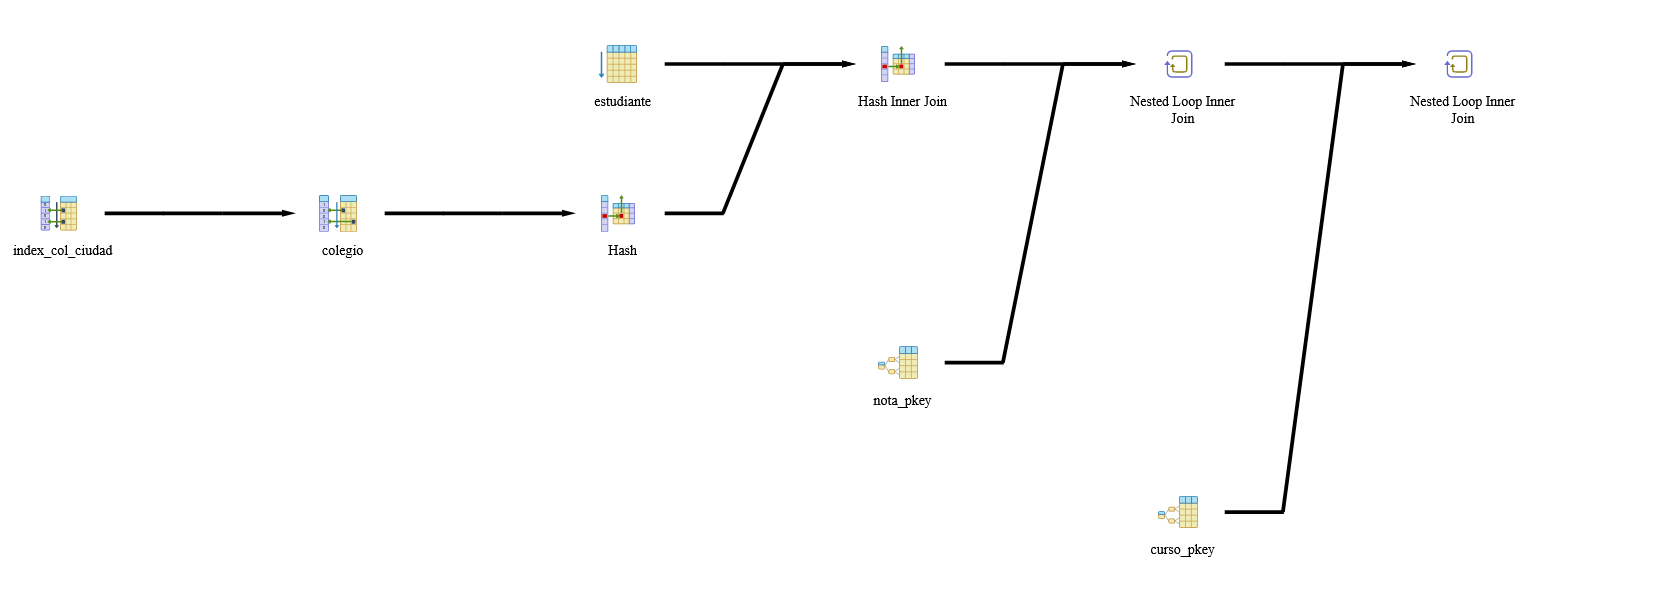 estudiante
Hash Inner Join
Nested Loop Inner
Join
Nested Loop Inner
Join
index_col_ciudad
colegio
Hash
nota_pkey
curso_pkey